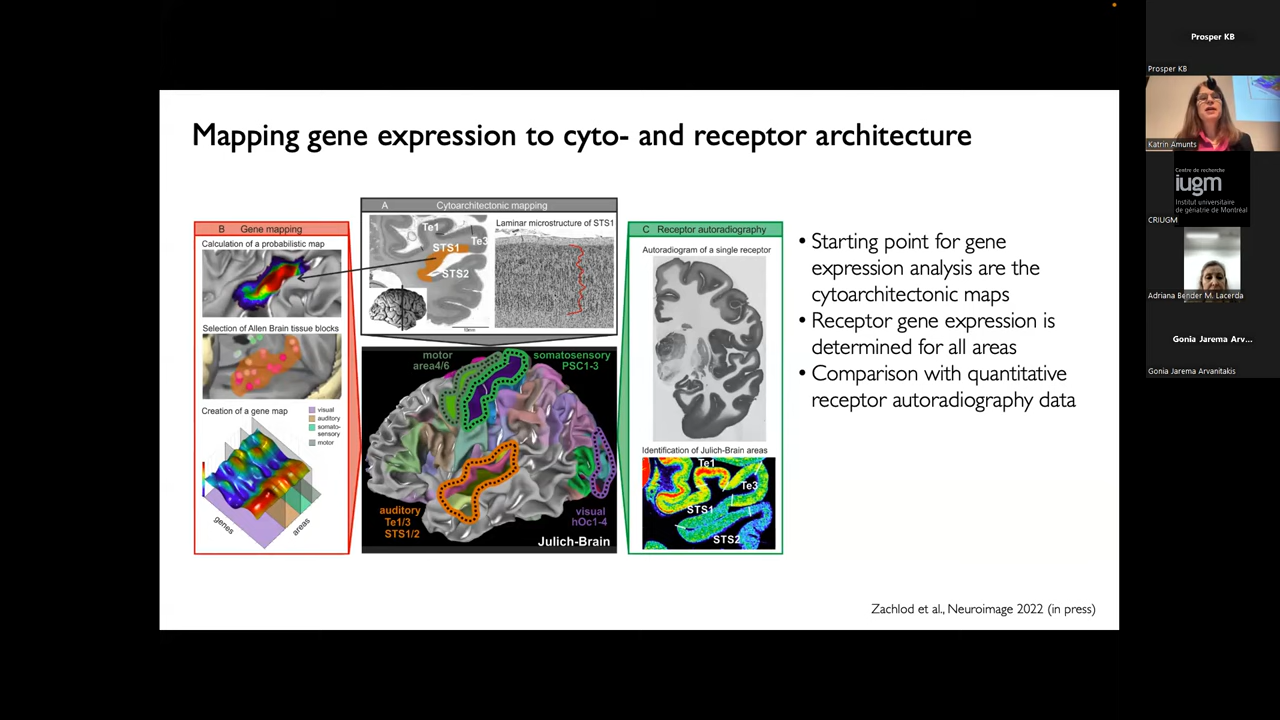 Mapping gene expression to cyto- and receptor architecture
B Gene mapping
Calculation of a probabilistic map
Selection of Allen Brain tissue blocks
Creation of a gene map
visual
auditory
somato-
sensory
motor
genes
areas
A Cytoarchitectonic mapping
Te1
Te3
STS1
STS2
Laminar microstructure of STS1
motor
area4/6
somatosensory
PSC1-3
auditory
Te1/3
STS1/2
visual
hOc1-4
Julich-Brain
C Receptor autoradiography
Autoradiogram of a single receptor
Identification of Julich-Brain areas
Te1
Te3
STS1
STS2
• Starting point for gene
expression analysis are the
cytoarchitectonic maps
• Receptor gene expression is
determined for all areas
• Comparison with quantitative
receptor autoradiography data
Zachlod et al., Neuroimage 2022 (in press)
Prosper KB
Prosper KB
Katrin Amunts
Centre de recherche
iugm
Institut universitaire
de gériatrie de Montréal
CRIUGM
Adriana Bender M. Lacerda
Gonia Jarema Arv...
Gonia Jarema Arvanitakis